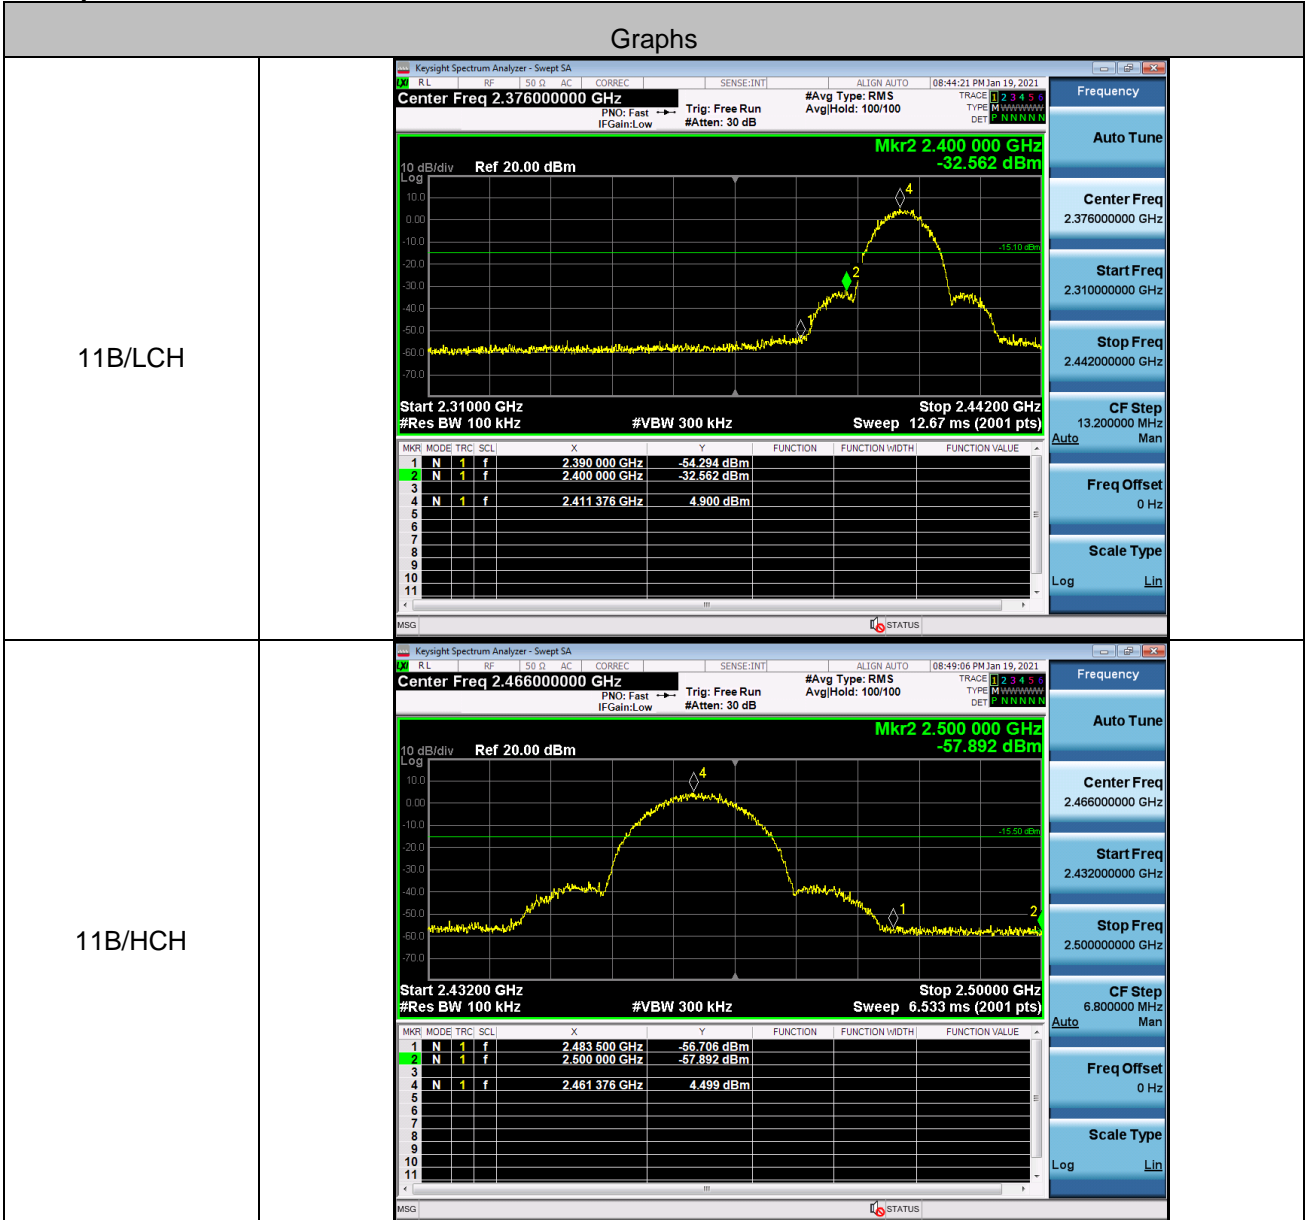 Graphs
11B/LCH
Keysight Spectrum Analyzer - Swept SA
LXI RL RF 50 Ω AC CORREC SENSE:INT ALIGN AUTO 08:44:21 PM Jan 19, 2021
Center Freq 2.376000000 GHz
PNO: Fast
IFGain:Low
Trig: Free Run
#Atten: 30 dB
#Avg Type: RMS
Avg|Hold: 100/100
TRACE 1 2 3 4 5 6
TYPE M WWWWW
DET P N N N N N
Mkr2 2.400 000 GHz
-32.562 dBm
10 dB/div Ref 20.00 dBm
Log
10.0
0.00
-10.0
-20.0
-30.0
-40.0
-50.0
-60.0
-70.0
4
-15.10 dBm
2
1
Start 2.31000 GHz Stop 2.44200 GHz
#Res BW 100 kHz #VBW 300 kHz Sweep 12.67 ms (2001 pts)
MKR MODE TRC SCL X Y FUNCTION FUNCTION WIDTH FUNCTION VALUE
1 N 1 f 2.390 000 GHz -54.294 dBm
2 N 1 f 2.400 000 GHz -32.562 dBm
3
4 N 1 f 2.411 376 GHz 4.900 dBm
5
6
7
8
9
10
11
MSG STATUS
Frequency
Auto Tune
Center Freq
2.376000000 GHz
Start Freq
2.310000000 GHz
Stop Freq
2.442000000 GHz
CF Step
13.200000 MHz
Auto Man
Freq Offset
0 Hz
Scale Type
Log Lin
11B/HCH
Keysight Spectrum Analyzer - Swept SA
LXI RL RF 50 Ω AC CORREC SENSE:INT ALIGN AUTO 08:49:06 PM Jan 19, 2021
Center Freq 2.466000000 GHz
PNO: Fast
IFGain:Low
Trig: Free Run
#Atten: 30 dB
#Avg Type: RMS
Avg|Hold: 100/100
TRACE 1 2 3 4 5 6
TYPE M WWWWW
DET P N N N N N
Mkr2 2.500 000 GHz
-57.892 dBm
10 dB/div Ref 20.00 dBm
Log
10.0
0.00
-10.0
-20.0
-30.0
-40.0
-50.0
-60.0
-70.0
4
-15.50 dBm
1
2
Start 2.43200 GHz Stop 2.50000 GHz
#Res BW 100 kHz #VBW 300 kHz Sweep 6.533 ms (2001 pts)
MKR MODE TRC SCL X Y FUNCTION FUNCTION WIDTH FUNCTION VALUE
1 N 1 f 2.483 500 GHz -56.706 dBm
2 N 1 f 2.500 000 GHz -57.892 dBm
3
4 N 1 f 2.461 376 GHz 4.499 dBm
5
6
7
8
9
10
11
MSG STATUS
Frequency
Auto Tune
Center Freq
2.466000000 GHz
Start Freq
2.432000000 GHz
Stop Freq
2.500000000 GHz
CF Step
6.800000 MHz
Auto Man
Freq Offset
0 Hz
Scale Type
Log Lin